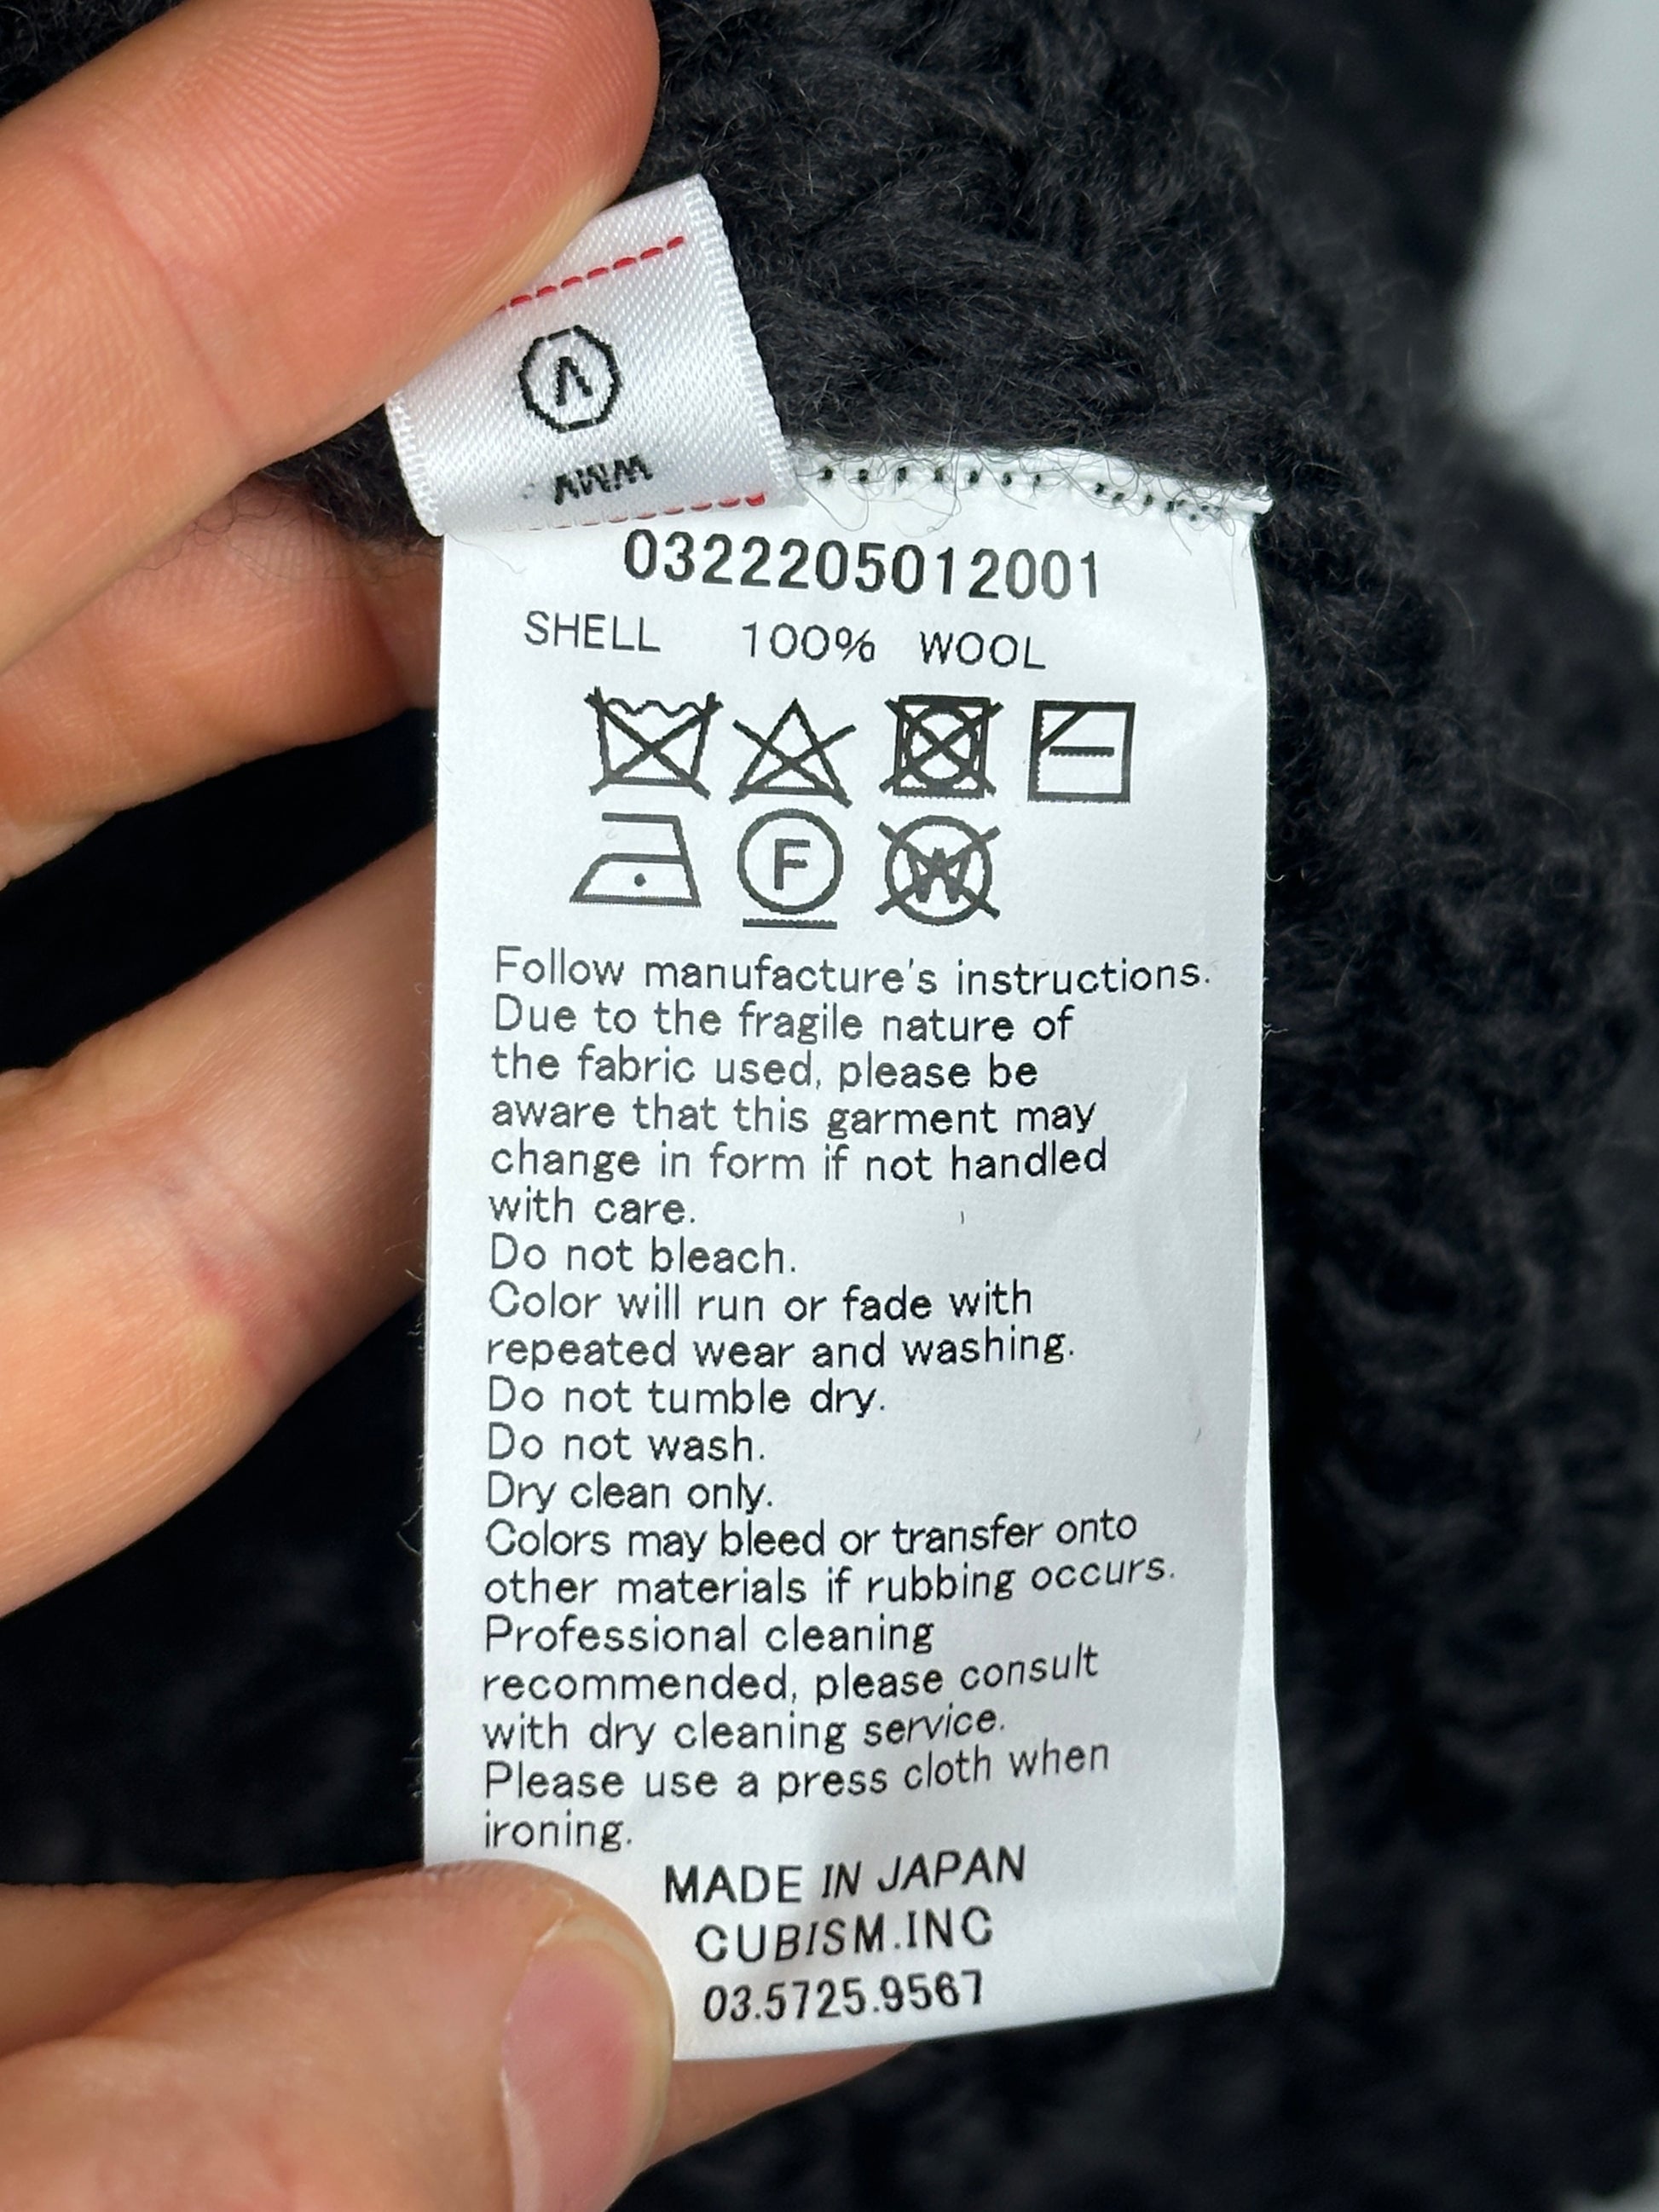 0322205012001
SHELL 100% WOOL
F W
Follow manufacture's instructions.
Due to the fragile nature of
the fabric used, please be
aware that this garment may
change in form if not handled
with care.
Do not bleach.
Color will run or fade with
repeated wear and washing.
Do not tumble dry.
Do not wash.
Dry clean only.
Colors may bleed or transfer onto
other materials if rubbing occurs.
Professional cleaning
recommended, please consult
with dry cleaning service.
Please use a press cloth when
ironing.
MADE IN JAPAN
CUBISM.INC
03.5725.9567